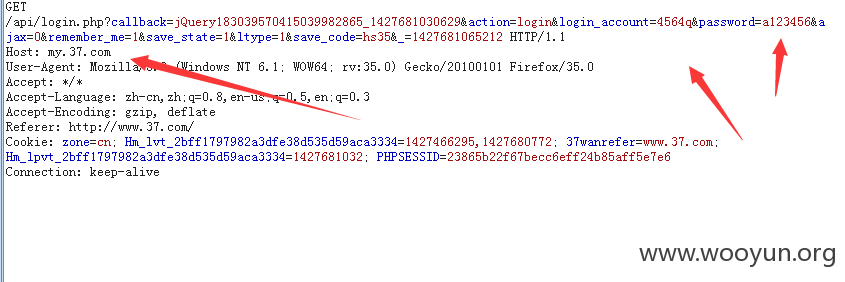 GET
/api/login.php?callback=jQuery183039570415039982865_1427681030629&action=login&login_account=4564q&password=a123456&a
jax=0&remember_me=1&save_state=1&ltype=1&save_code=hs35&_=1427681065212 HTTP/1.1
Host: my.37.com
User-Agent: (Windows NT 6.1; WOW64; rv:35.0) Gecko/20100101 Firefox/35.0
Accept: */*
Accept-Language: zh-cn,zh;q=0.8,en-us;q=0.5,en;q=0.3
Accept-Encoding: gzip, deflate
Referer: http://www.37.com/
Cookie: zone=cn; Hm_lvt_2bff1797982a3dfe38d535d59aca3334=1427466295,1427680772; 37wanrefer=www.37.com;
Hm_lpvt_2bff1797982a3dfe38d535d59aca3334=1427681032; PHPSESSID=23865b22f67becc6eff24b85aff5e7e6
Connection: keep-alive
www.wooyun.org